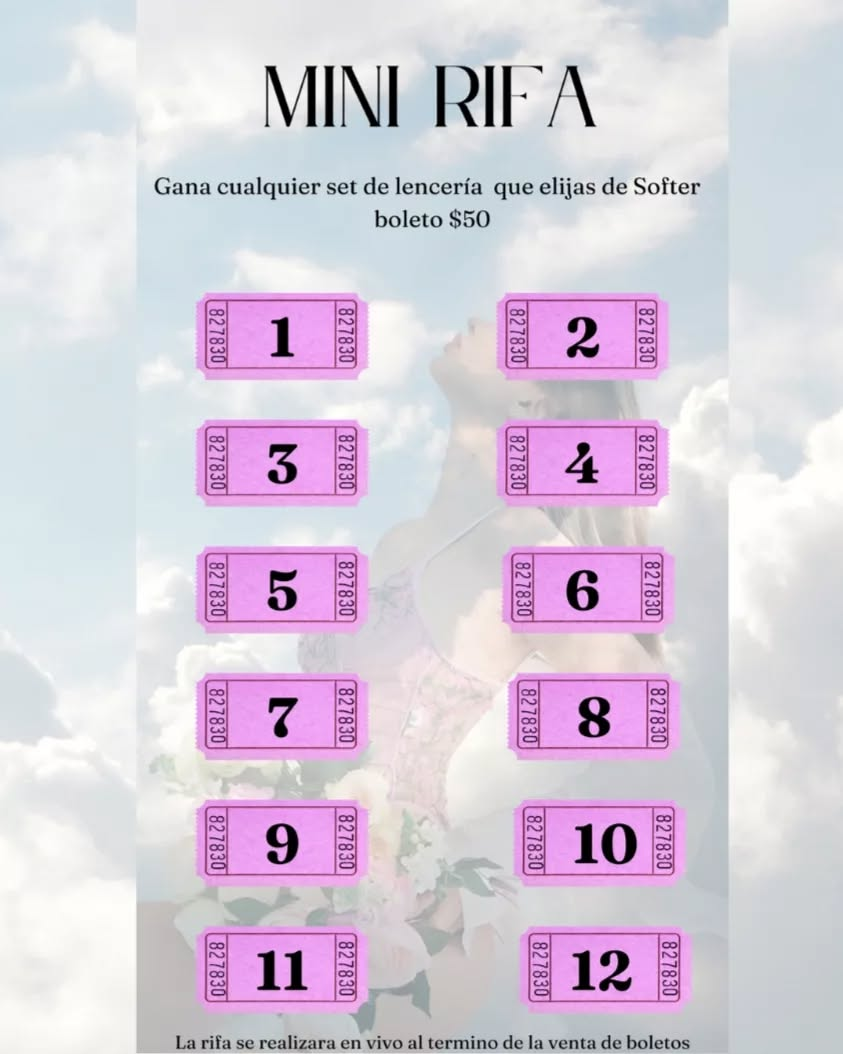 MINI RIFA
Gana cualquier set de lencería que elijas de Softer
boleto $50
827830 1 827830
827830 2 827830
827830 3 827830
827830 4 827830
827830 5 827830
827830 6 827830
827830 7 827830
827830 8 827830
827830 9 827830
827830 10 827830
827830 11 827830
827830 12 827830
La rifa se realizara en vivo al termino de la venta de boletos